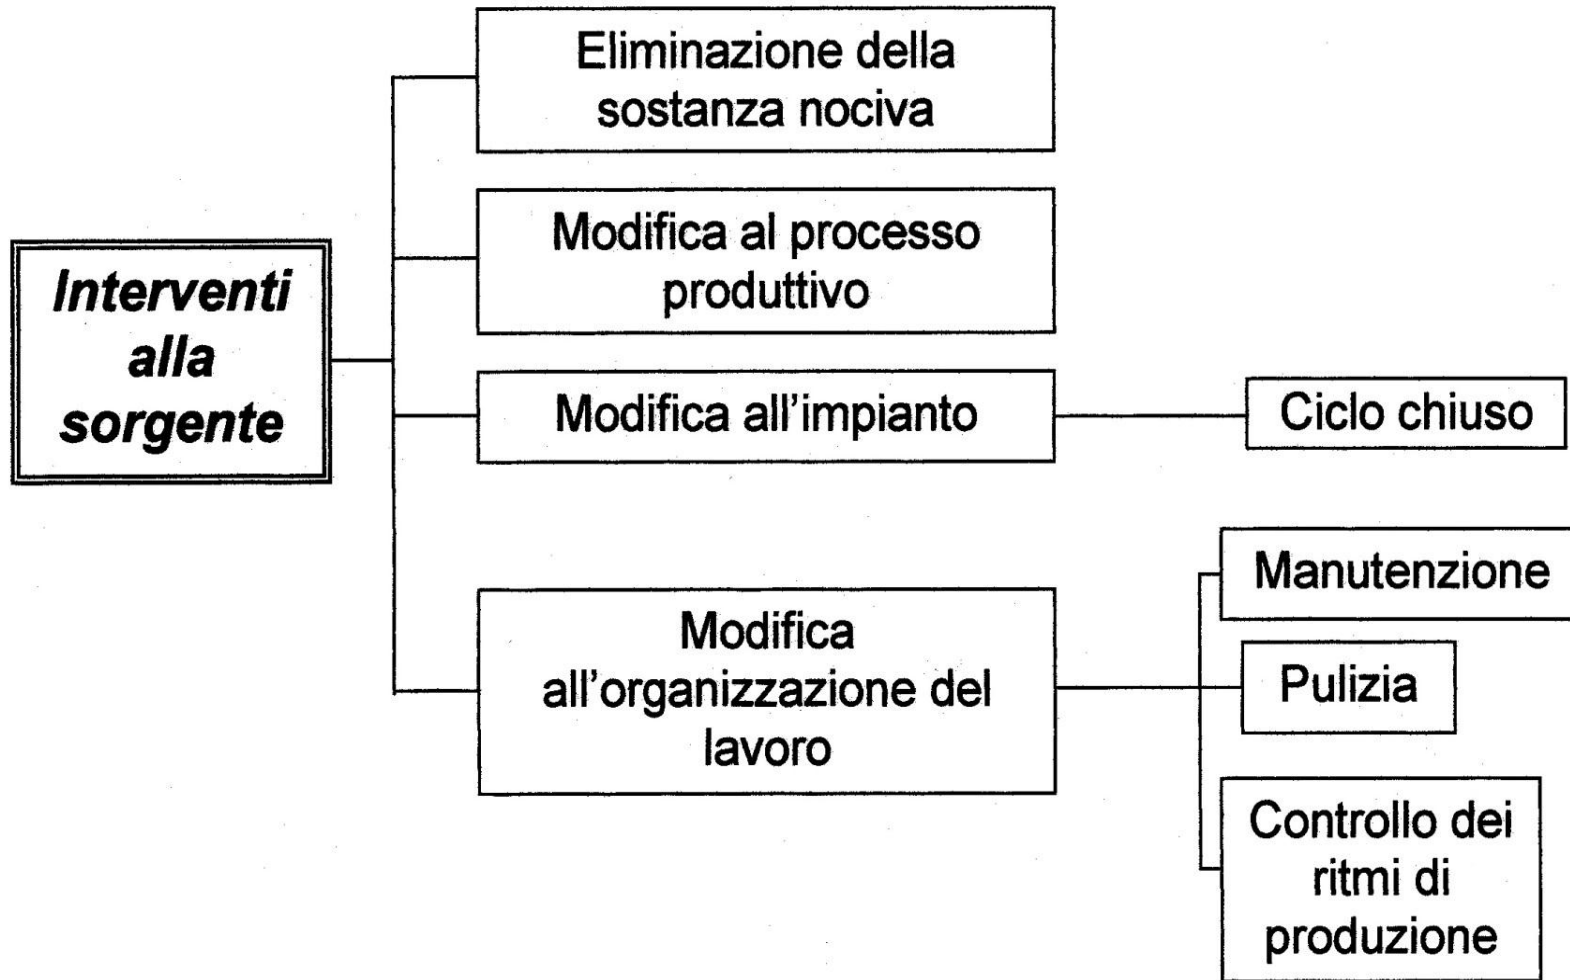 Interventi
alla
sorgente
Eliminazione della
sostanza nociva
Modifica al processo
produttivo
Modifica all'impianto
Ciclo chiuso
Modifica
all'organizzazione del
lavoro
Manutenzione
Pulizia
Controllo dei
ritmi di
produzione